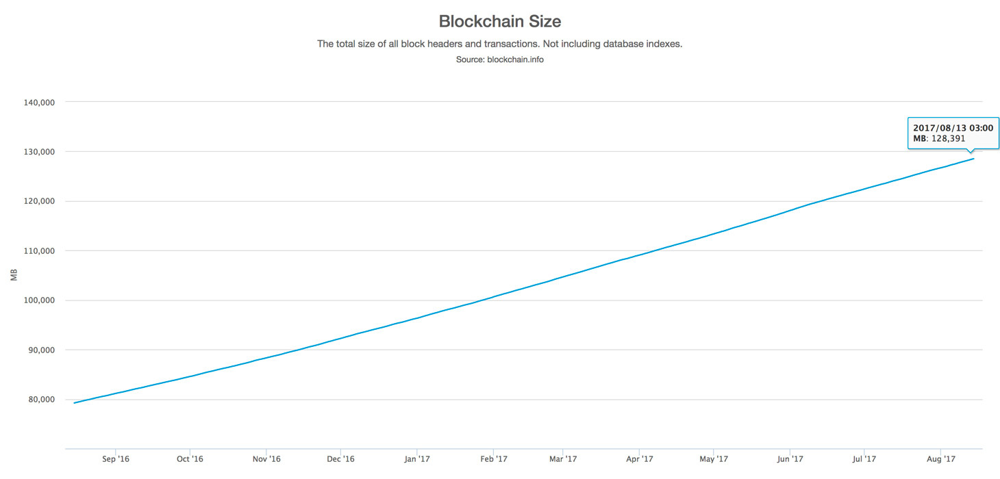 Blockchain Size
The total size of all block headers and transactions. Not including database indexes.
Source: blockchain.info
140,000
130,000
120,000
110,000
100,000
90,000
80,000
MB
2017/08/13 03:00
MB: 128,391
Sep '16 Oct '16 Nov '16 Dec '16 Jan '17 Feb '17 Mar '17 Apr '17 May '17 Jun '17 Jul '17 Aug '17